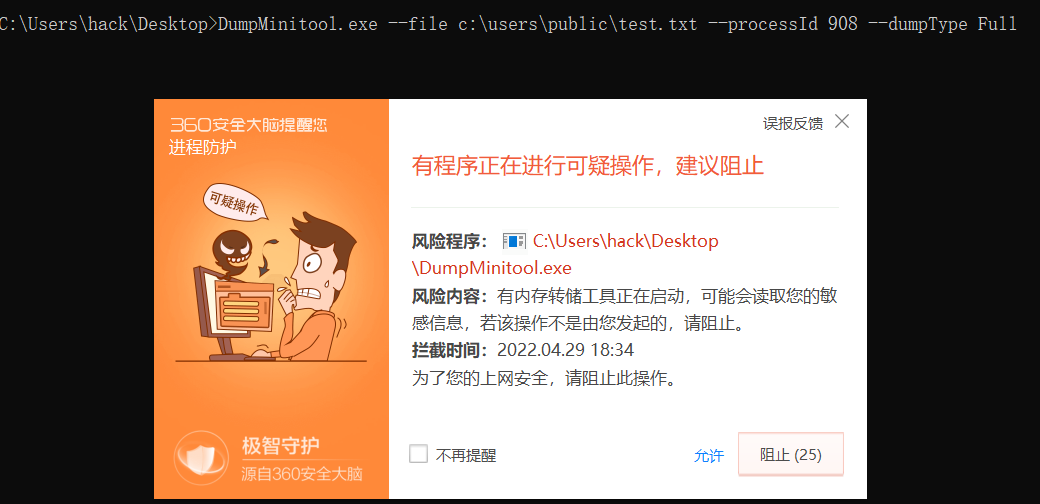 C:\Users\hack\Desktop>DumpMinitool.exe --file c:\users\public\test.txt --processId 908 --dumpType Full
360安全大脑提醒您
进程防护
可疑操作
极智守护
源自360安全大脑
误报反馈
有程序正在进行可疑操作，建议阻止
风险程序： C:\Users\hack\Desktop
\DumpMinitool.exe
风险内容：有内存转储工具正在启动，可能会读取您的敏
感信息，若该操作不是由您发起的，请阻止。
拦截时间：2022.04.29 18:34
为了您的上网安全，请阻止此操作。
不再提醒
允许
阻止 (25)